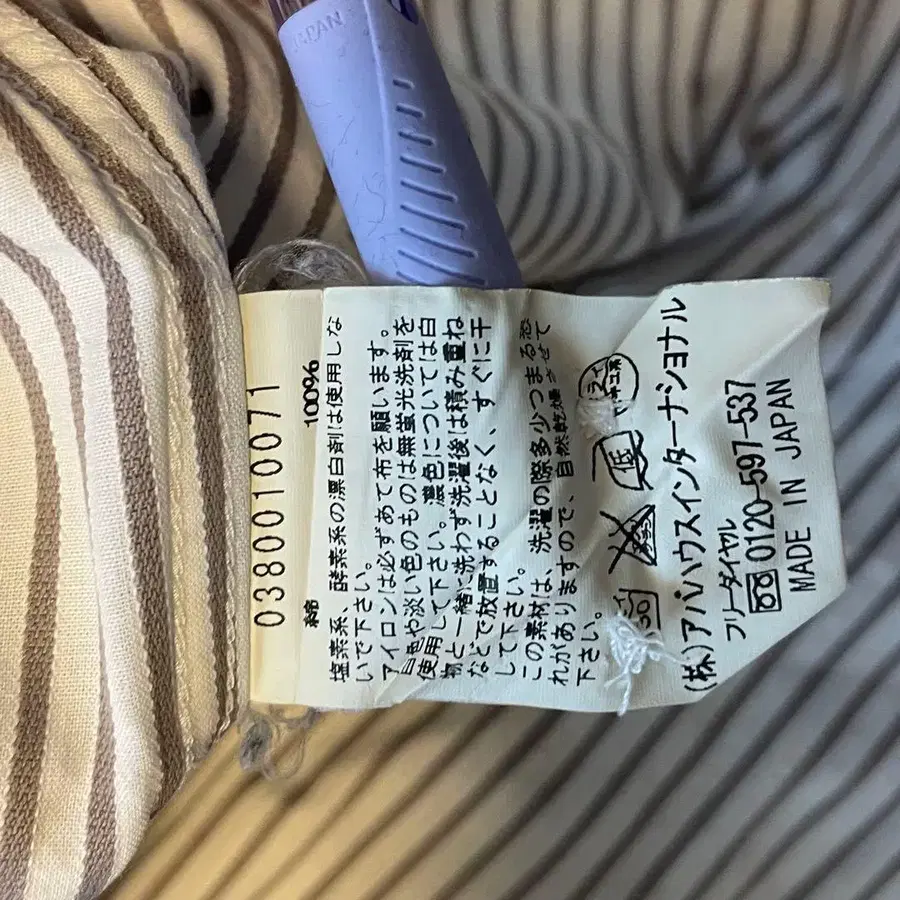 JAPAN
0380010071
綿 100%
塩素系、酵素系の漂白剤は使用しな
いで下さい。
アイロンは必ずあて布を願います。
白色や淡い色のものは無蛍光洗剤を
使用して下さい。濃色については白
物と一緒に洗わず洗濯後は積み重ね
などで放置することなく、すぐに干
して下さい。
この素材は、洗濯の際多少つまる恐
れがありますので、自然乾燥させて
下さい。
30 低
(株)アバハウスインターナショナル
フリーダイヤル
0120-597-537
MADE IN JAPAN